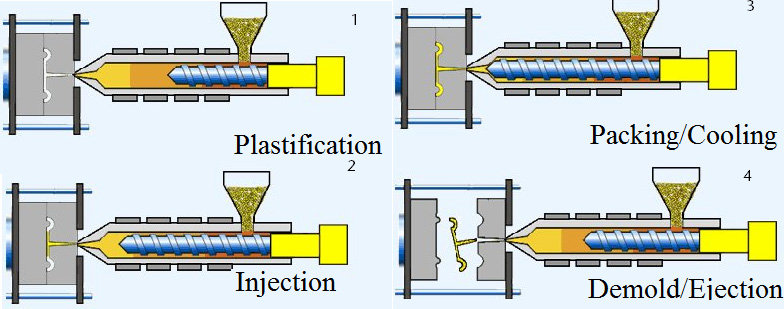 1
Plastification
2
Injection
3
Packing/Cooling
4
Demold/Ejection